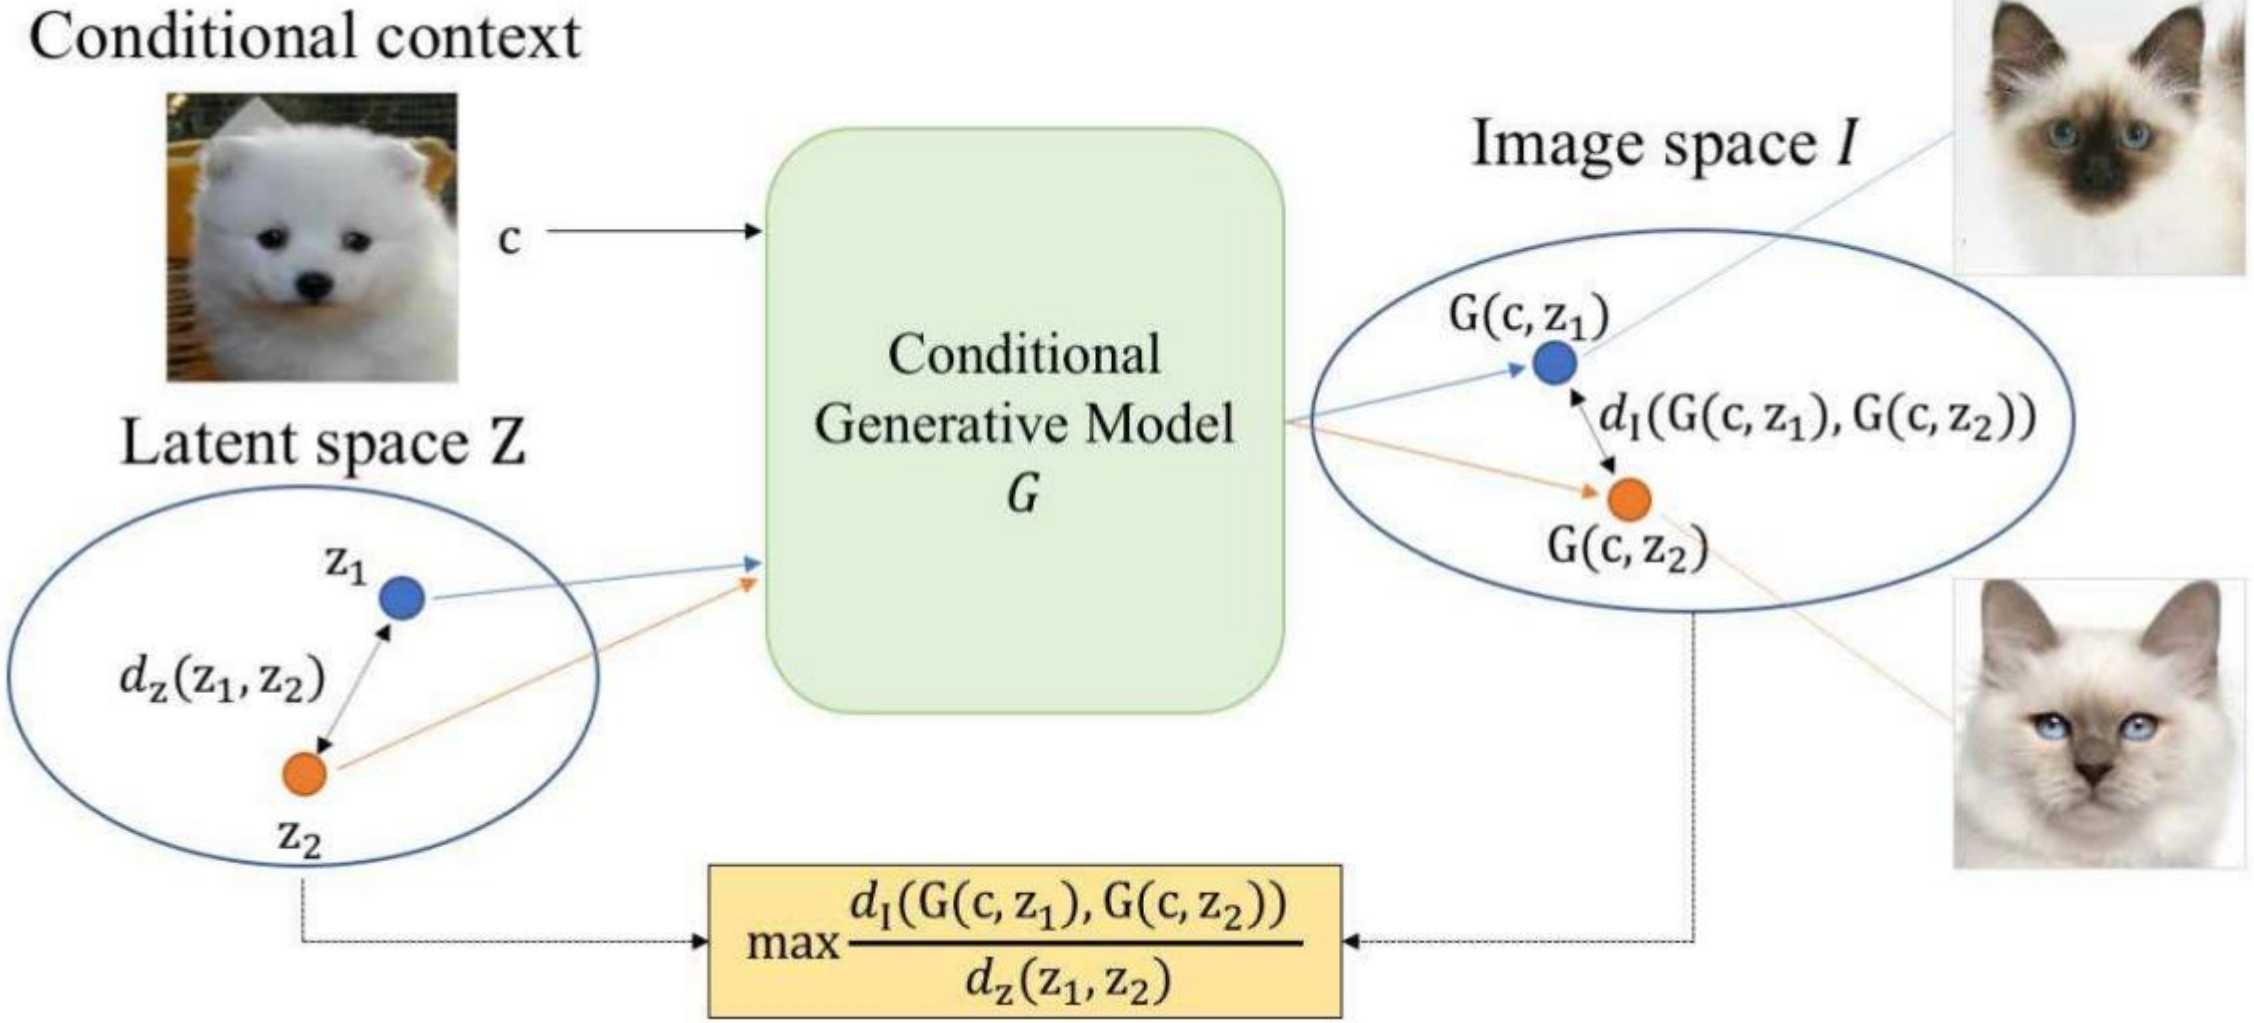 Conditional context
c
Latent space Z
z₁
d_z(z₁, z₂)
z₂
Conditional
Generative Model
G
Image space I
G(c, z₁)
d_I(G(c, z₁), G(c, z₂))
G(c, z₂)
max d_I(G(c, z₁), G(c, z₂))
d_z(z₁, z₂)